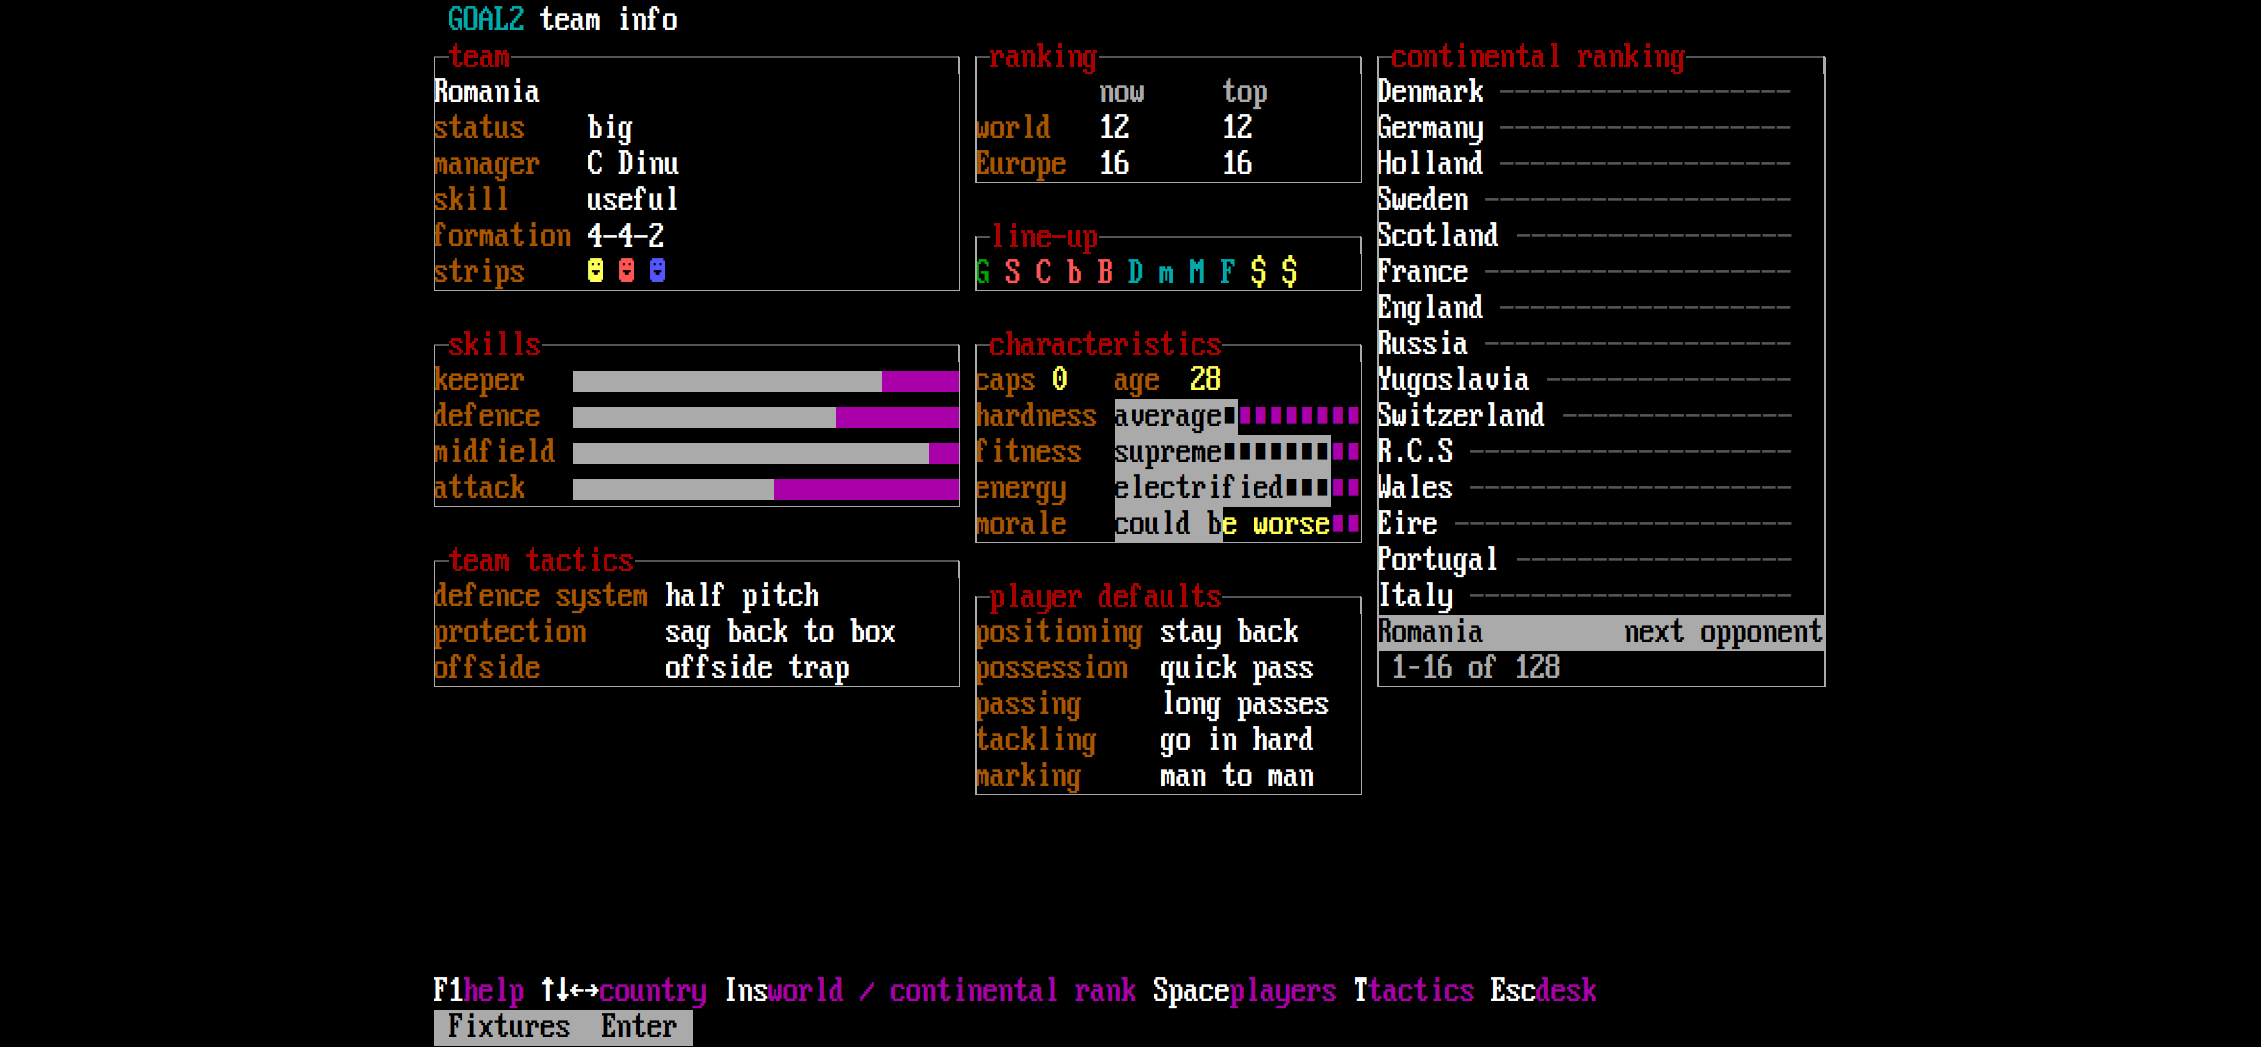 GOAL2 team info
team
Romania
status big
manager C Dinu
skill useful
formation 4-4-2
strips
skills
keeper
defence
midfield
attack
team tactics
defence system half pitch
protection sag back to box
offside offside trap
ranking
now top
world 12 12
Europe 16 16
line-up
G S C b B D m M F $ $
characteristics
caps 0 age 28
hardness average
fitness supreme
energy electrified
morale could be worse
player defaults
positioning stay back
possession quick pass
passing long passes
tackling go in hard
marking man to man
continental ranking
Denmark
Germany
Holland
Sweden
Scotland
France
England
Russia
Yugoslavia
Switzerland
R.C.S
Wales
Eire
Portugal
Italy
Romania next opponent
1-16 of 128
F1help ↑↓←→country Insworld / continental rank Spaceplayers Ttactics Escdesk
Fixtures Enter